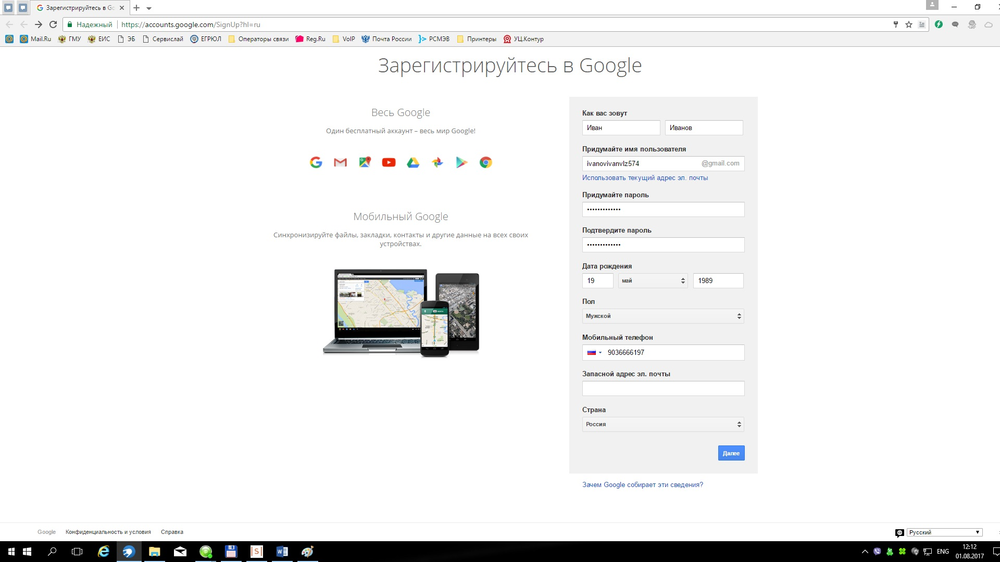 Зарегистрируйтесь в Go
Надежный https://accounts.google.com/SignUp?hl=ru
Mail.Ru ГМУ ЕИС ЭБ Сервислай ЕГРЮЛ Операторы связи Reg.Ru VoIP Почта России РСМЭВ Принтеры УЦ.Контур
Зарегистрируйтесь в Google
Весь Google
Один бесплатный аккаунт – весь мир Google!
Мобильный Google
Синхронизируйте файлы, закладки, контакты и другие данные на всех своих
устройствах.
Как вас зовут
Иван Иванов
Придумайте имя пользователя
ivanovivanvlz574 @gmail.com
Использовать текущий адрес эл. почты
Придумайте пароль
•••••••••••••
Подтвердите пароль
•••••••••••••
Дата рождения
19 май 1989
Пол
Мужской
Мобильный телефон
9036666197
Запасной адрес эл. почты
Страна
Россия
Далее
Зачем Google собирает эти сведения?
Google Конфиденциальность и условия Справка
Русский
ENG 12:12
01.08.2017